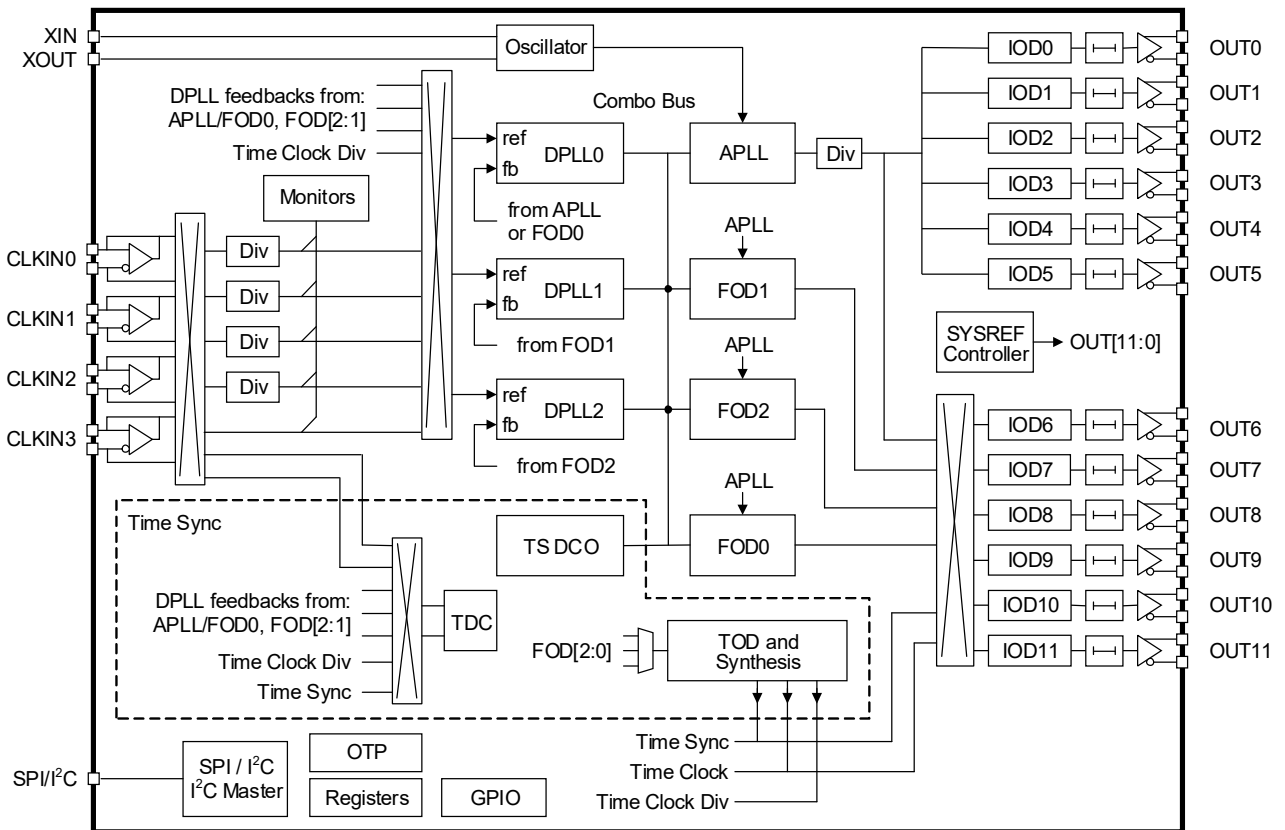 XIN
XOUT
Oscillator
IOD0
OUT0
DPLL feedbacks from:
APLL/FOD0, FOD[2:1]
Time Clock Div
Combo Bus
IOD1
OUT1
ref
fb
DPLL0
APLL
Div
IOD2
OUT2
IOD3
OUT3
Monitors
from APLL
or FOD0
APLL
IOD4
OUT4
CLKIN0
Div
IOD5
OUT5
ref
fb
DPLL1
FOD1
Div
CLKIN1
SYSREF
Controller
OUT[11:0]
Div
from FOD1
APLL
CLKIN2
Div
ref
fb
DPLL2
FOD2
CLKIN3
IOD6
OUT6
from FOD2
IOD7
OUT7
APLL
Time Sync
IOD8
OUT8
TS DCO
FOD0
IOD9
OUT9
DPLL feedbacks from:
APLL/FOD0, FOD[2:1]
TDC
IOD10
OUT10
Time Clock Div
Time Sync
FOD[2:0]
TOD and
Synthesis
IOD11
OUT11
Time Sync
Time Clock
Time Clock Div
SPI/I²C
SPI / I²C
I²C Master
OTP
Registers
GPIO